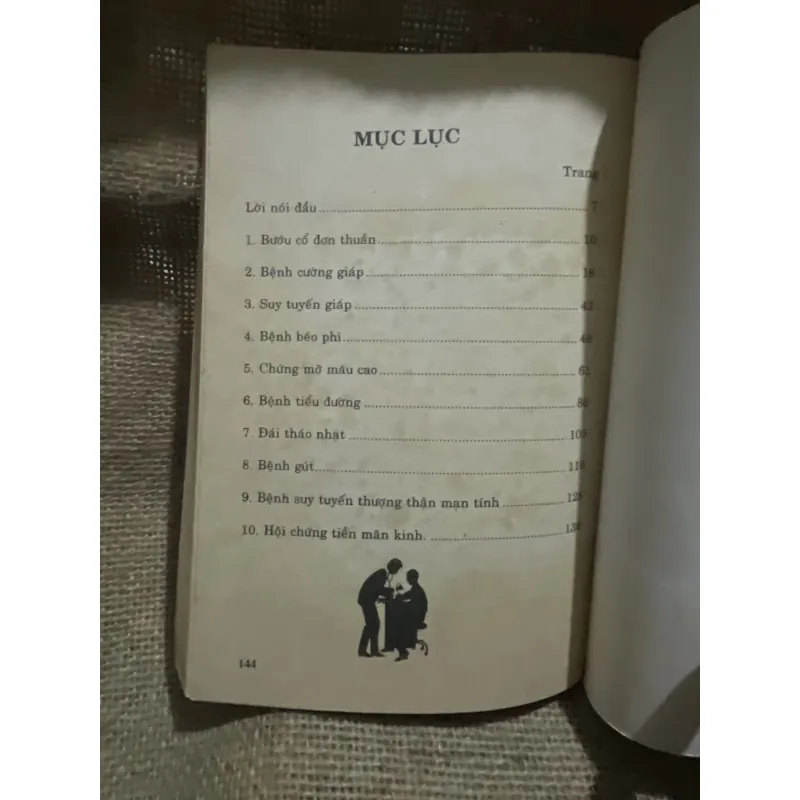 MỤC LỤC
Trang
Lời nói đầu 7
1. Bướu cổ đơn thuần 10
2. Bệnh cường giáp 18
3. Suy tuyến giáp 42
4. Bệnh béo phì
5. Chứng mỡ máu cao 61
6. Bệnh tiểu đường
7. Đái tháo nhạt
8. Bệnh gút
9. Bệnh suy tuyến thượng thận mạn tính
10. Hội chứng tiền mãn kinh
144